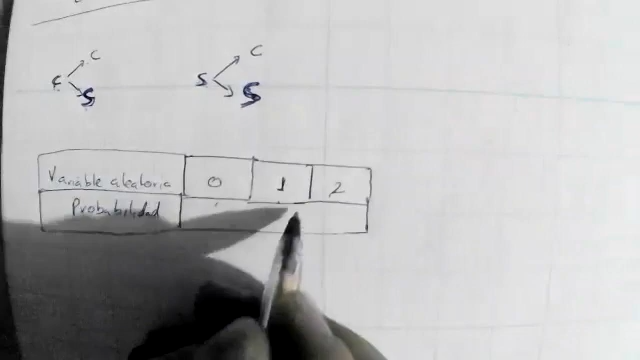 C C
C S
S S
Variable aleatoria 0 1 2
Probabilidad